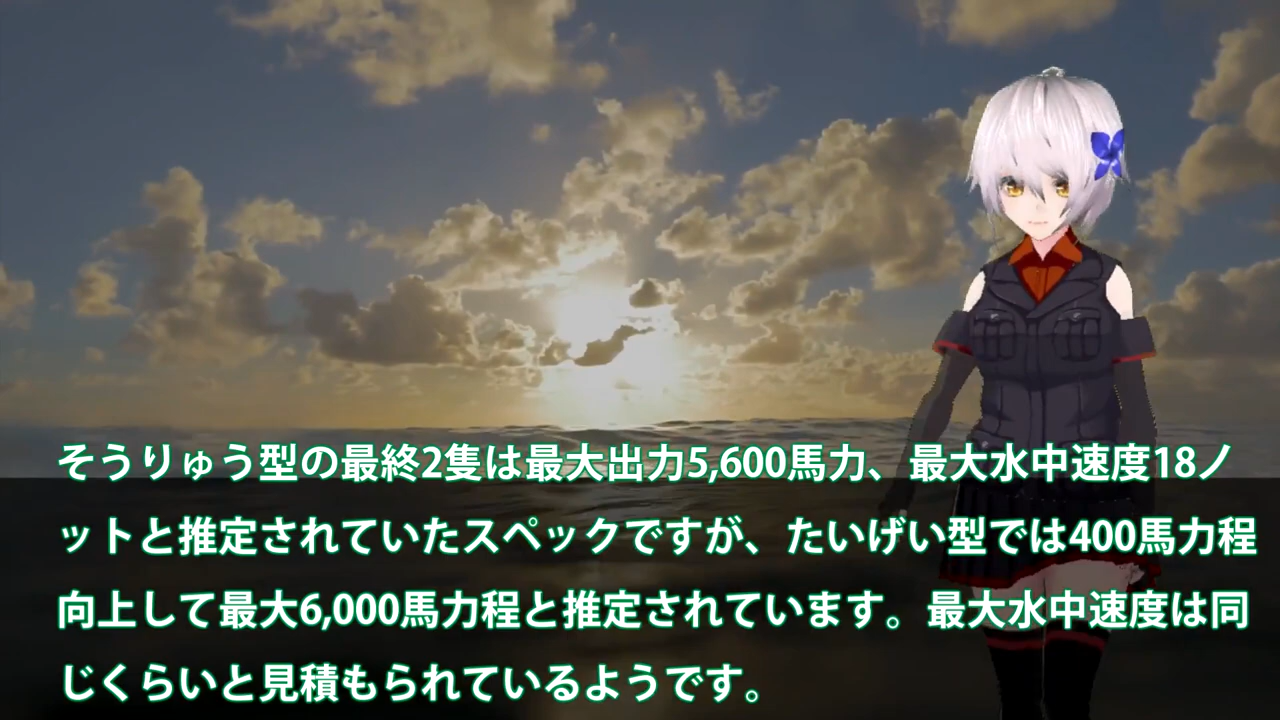 そうりゅう型の最終2隻は最大出力5,600馬力、最大水中速度18ノ
ットと推定されていたスペックですが、たいげい型では400馬力程
向上して最大6,000馬力程と推定されています。最大水中速度は同
じくらいと見積もられているようです。